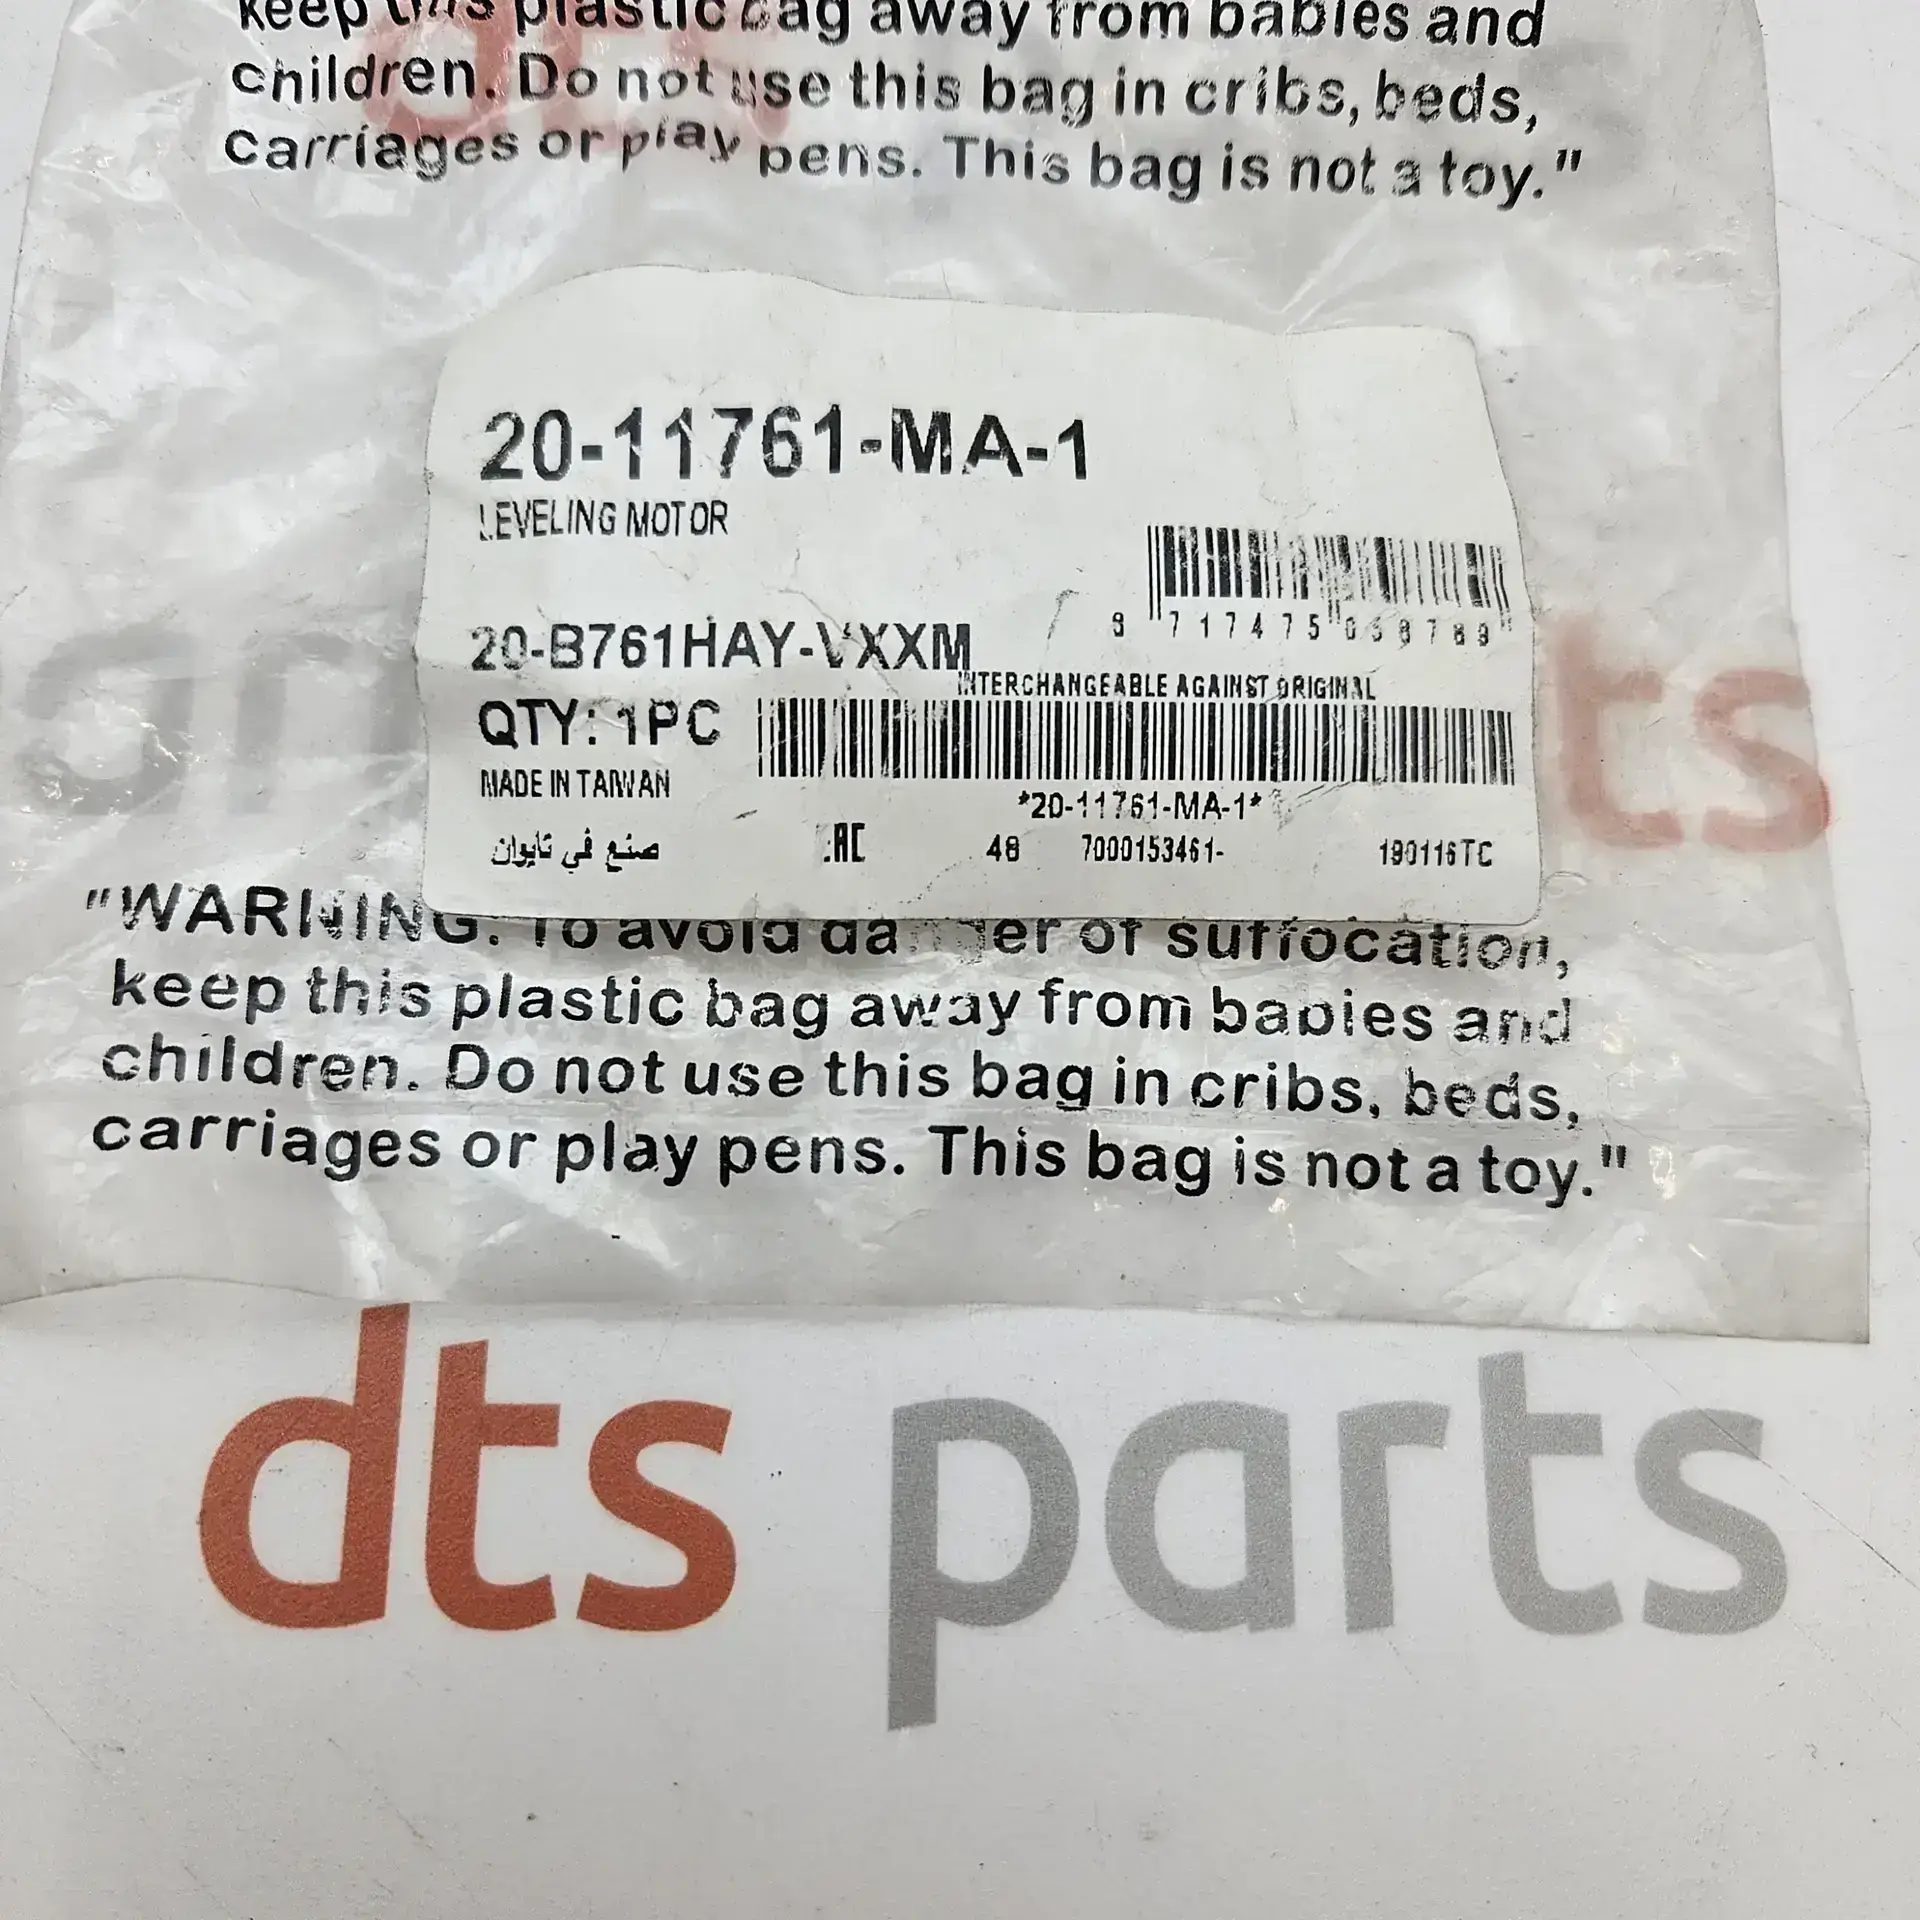 keep this plastic bag away from babies and
children. Do not use this bag in cribs, beds,
Carriages or play pens. This bag is not a toy."
20-11761-MA-1
LEVELING MOTOR
20-B761HAY-VXXM
INTERCHANGEABLE AGAINST ORIGINAL
QTY: 1PC
MADE IN TAIWAN
*20-11761-MA-1*
صنع في تايوان
EAC
48
7000153461-
190116TC
ts
"WARNING: To avoid danger of suffocation,
keep this plastic bag away from babies and
children. Do not use this bag in cribs, beds,
carriages or play pens. This bag is not a toy."
dts parts